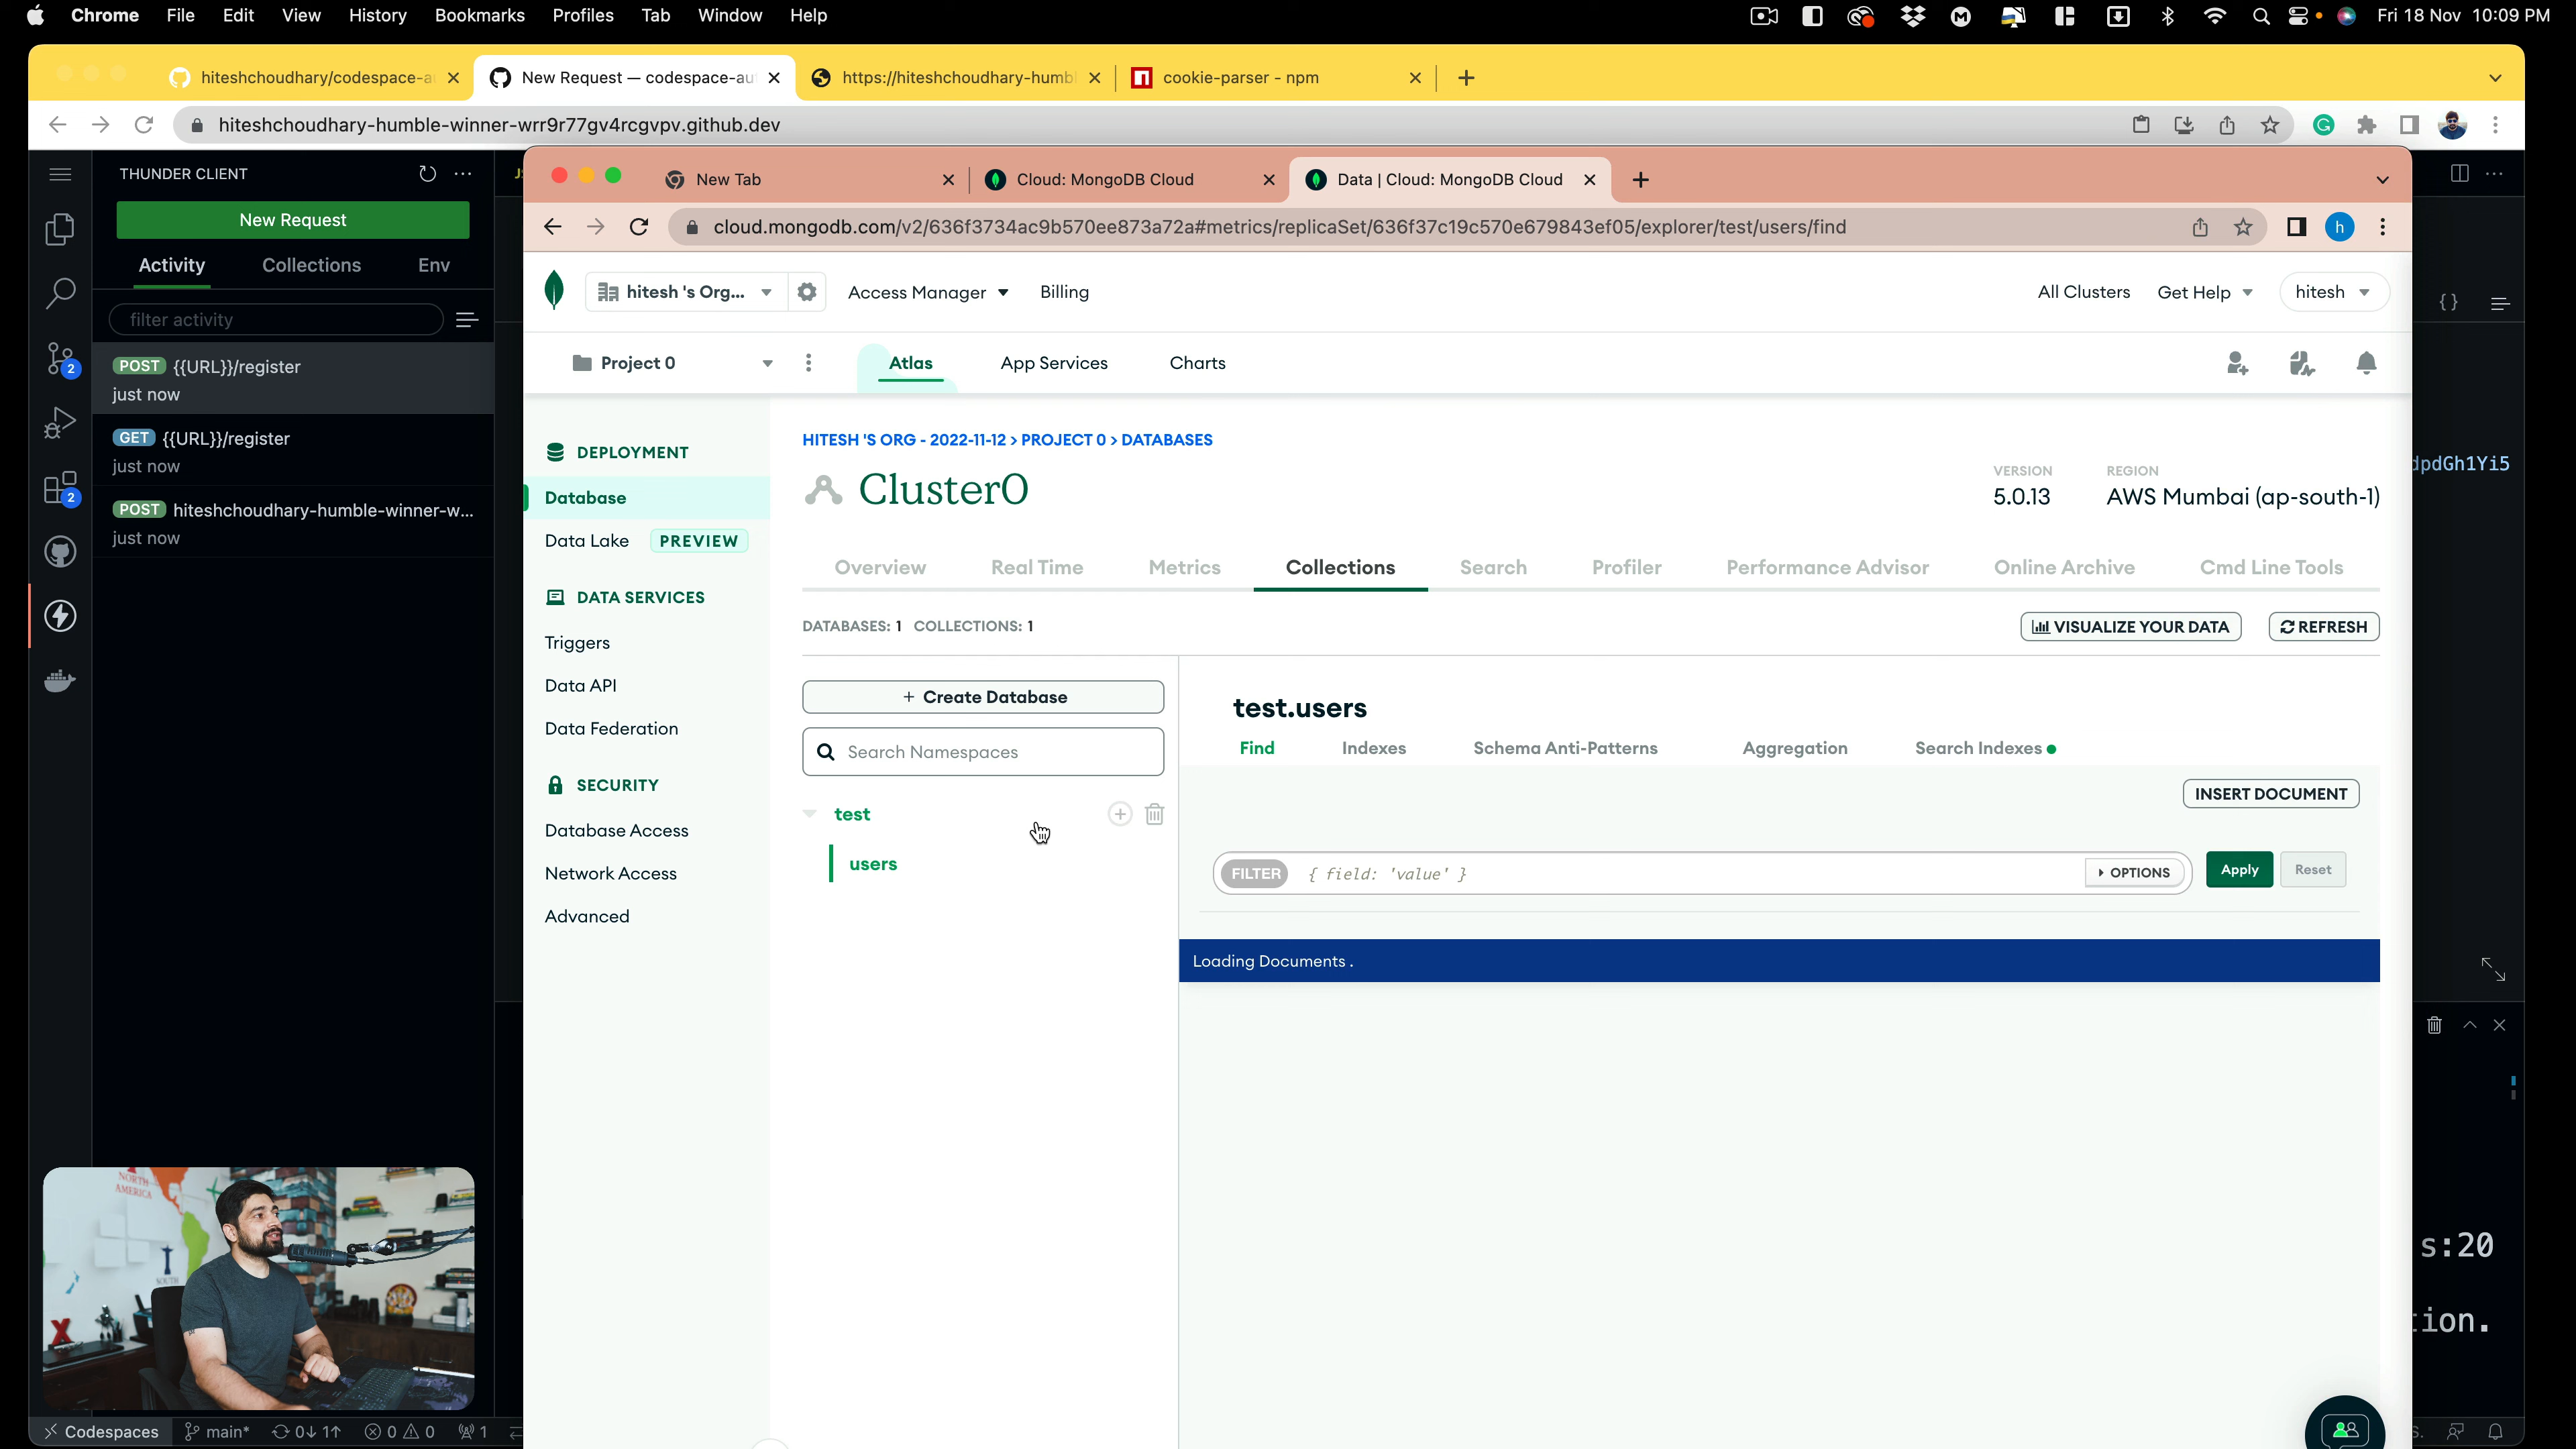 Chrome File Edit View History Bookmarks Profiles Tab Window Help
Fri 18 Nov 10:09 PM
hiteshchoudhary/codespace-a
New Request — codespace-au
https://hiteshchoudhary-humb
cookie-parser - npm
hiteshchoudhary-humble-winner-wrr9r77gv4rcgvpv.github.dev
THUNDER CLIENT
New Request
Activity Collections Env
filter activity
POST {{URL}}/register
just now
GET {{URL}}/register
just now
POST hiteshchoudhary-humble-winner-w...
just now
2
2
New Tab
Cloud: MongoDB Cloud
Data | Cloud: MongoDB Cloud
cloud.mongodb.com/v2/636f3734ac9b570ee873a72a#metrics/replicaSet/636f37c19c570e679843ef05/explorer/test/users/find
h
hitesh 's Org...
Access Manager
Billing
All Clusters
Get Help
hitesh
Project 0
Atlas
App Services
Charts
DEPLOYMENT
Database
Data Lake PREVIEW
DATA SERVICES
Triggers
Data API
Data Federation
SECURITY
Database Access
Network Access
Advanced
HITESH 'S ORG - 2022-11-12 > PROJECT 0 > DATABASES
Cluster0
VERSION
5.0.13
REGION
AWS Mumbai (ap-south-1)
Overview Real Time Metrics Collections Search Profiler Performance Advisor Online Archive Cmd Line Tools
DATABASES: 1 COLLECTIONS: 1
VISUALIZE YOUR DATA
REFRESH
+ Create Database
Search Namespaces
test
users
test.users
Find Indexes Schema Anti-Patterns Aggregation Search Indexes
INSERT DOCUMENT
FILTER { field: 'value' }
OPTIONS
Apply
Reset
Loading Documents .
{}
dpdGh1Yi5
s:20
tion.
NORTH
AMERICA
SOUTH
Codespaces main* 0↓ 1↑ 0 0 1